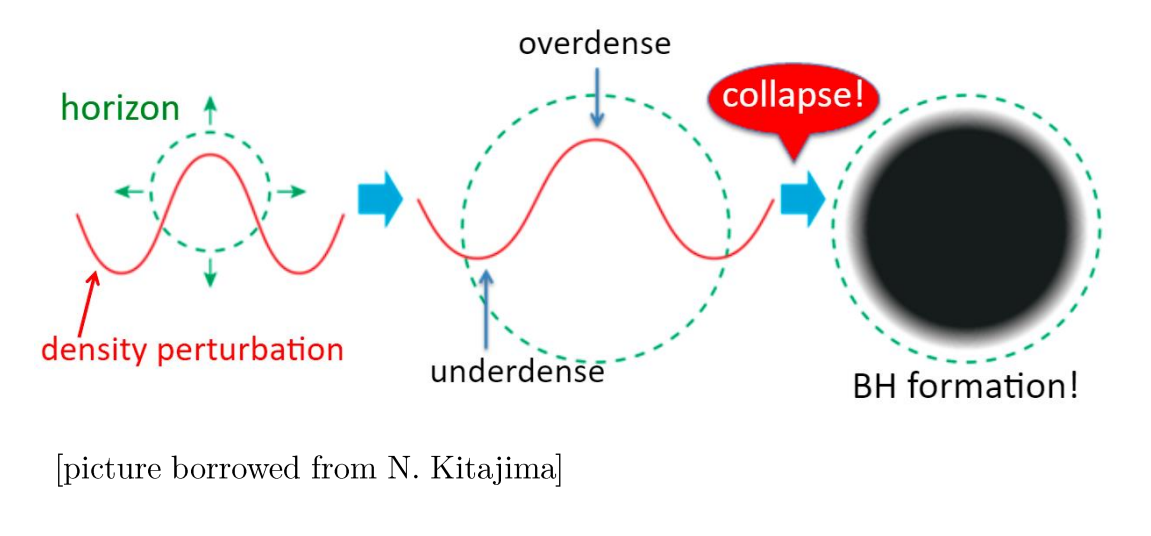 overdense
horizon
collapse!
density perturbation
underdense
BH formation!
[picture borrowed from N. Kitajima]